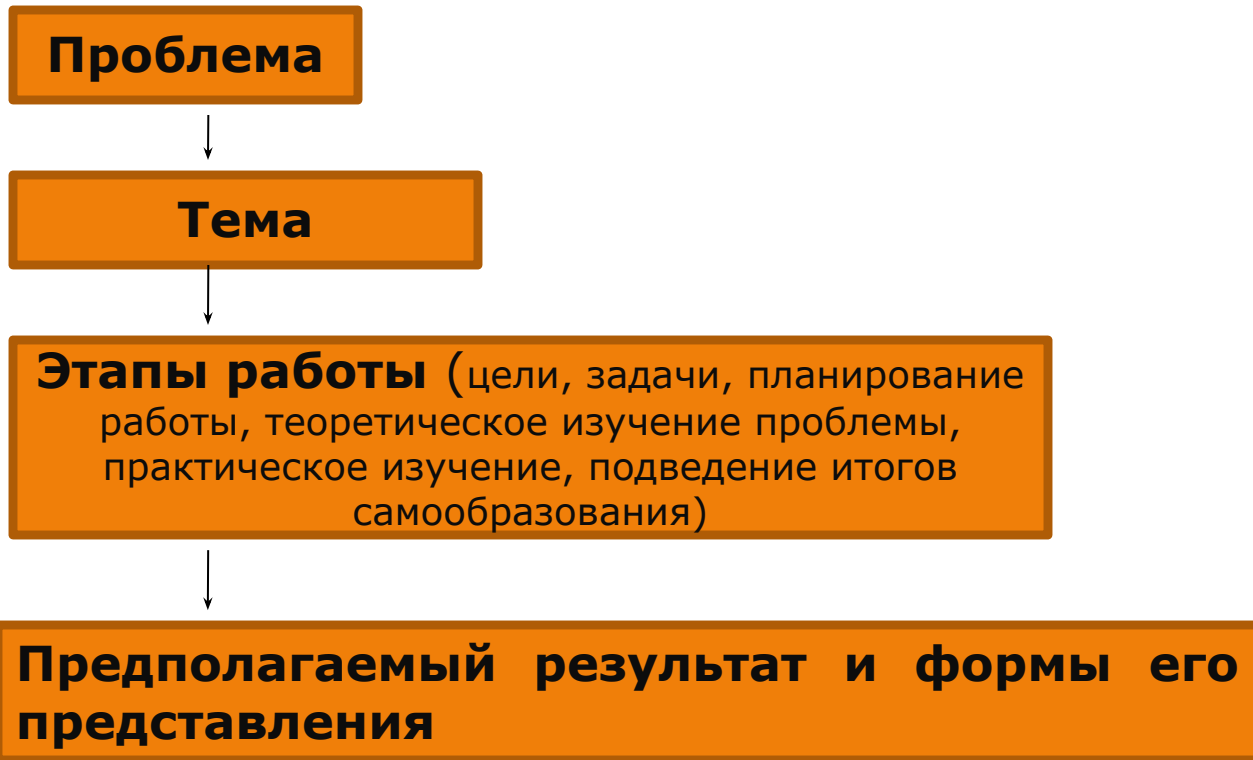 Проблема
Тема
Этапы работы (цели, задачи, планирование
работы, теоретическое изучение проблемы,
практическое изучение, подведение итогов
самообразования)
Предполагаемый результат и формы его
представления